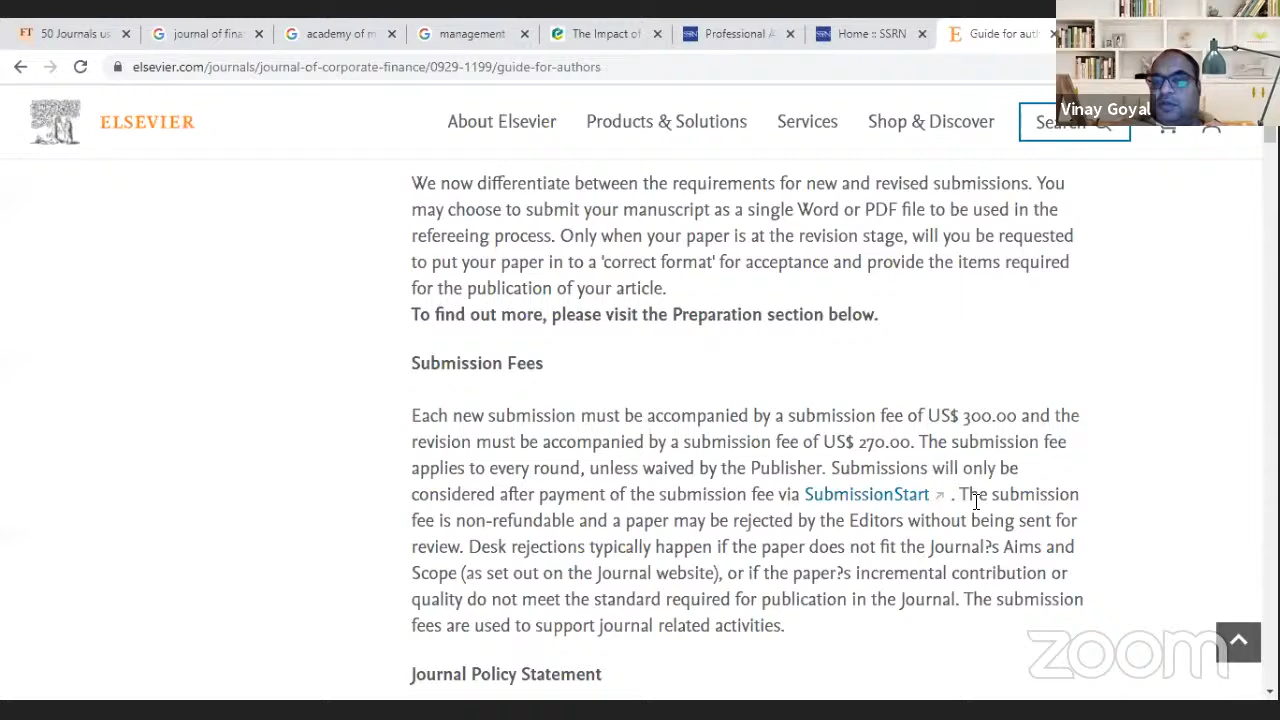 50 Journals us
journal of fina
academy of m
management
The Impact of
Professional A
Home :: SSRN
Guide for auth
elsevier.com/journals/journal-of-corporate-finance/0929-1199/guide-for-authors
Vinay Goyal
ELSEVIER
About Elsevier
Products & Solutions
Services
Shop & Discover
Search
We now differentiate between the requirements for new and revised submissions. You
may choose to submit your manuscript as a single Word or PDF file to be used in the
refereeing process. Only when your paper is at the revision stage, will you be requested
to put your paper in to a 'correct format' for acceptance and provide the items required
for the publication of your article.
To find out more, please visit the Preparation section below.
Submission Fees
Each new submission must be accompanied by a submission fee of US$ 300.00 and the
revision must be accompanied by a submission fee of US$ 270.00. The submission fee
applies to every round, unless waived by the Publisher. Submissions will only be
considered after payment of the submission fee via SubmissionStart . The submission
fee is non-refundable and a paper may be rejected by the Editors without being sent for
review. Desk rejections typically happen if the paper does not fit the Journal?s Aims and
Scope (as set out on the Journal website), or if the paper?s incremental contribution or
quality do not meet the standard required for publication in the Journal. The submission
fees are used to support journal related activities.
Journal Policy Statement
zoom